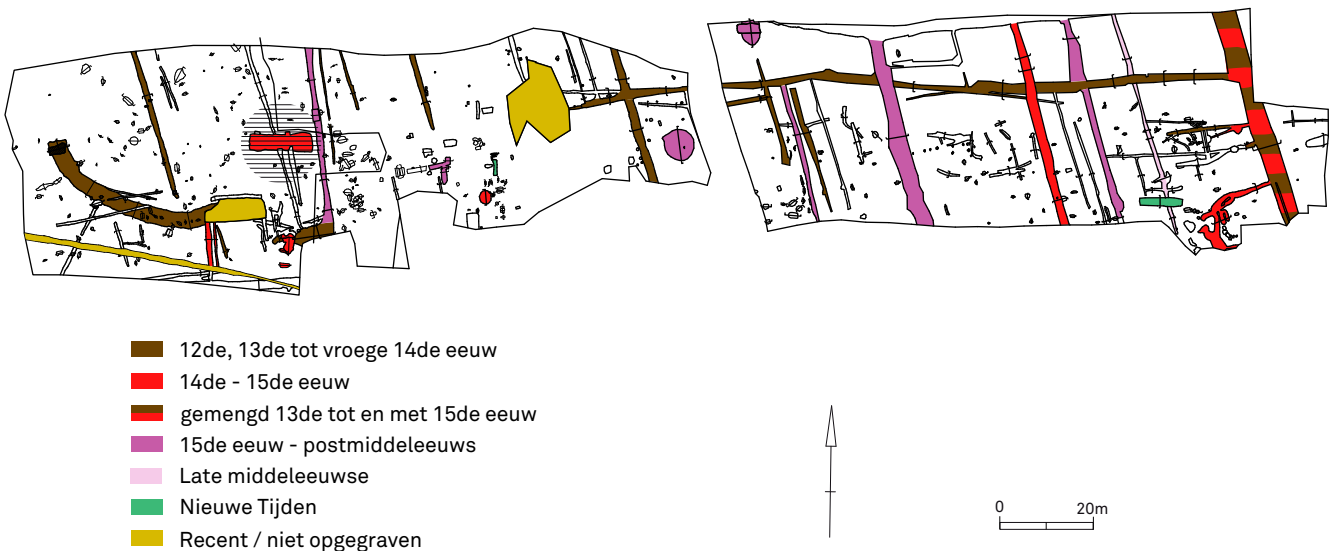 12de, 13de tot vroege 14de eeuw
14de - 15de eeuw
gemengd 13de tot en met 15de eeuw
15de eeuw - postmiddeleeuws
Late middeleeuwse
Nieuwe Tijden
Recent / niet opgegraven
0 20m